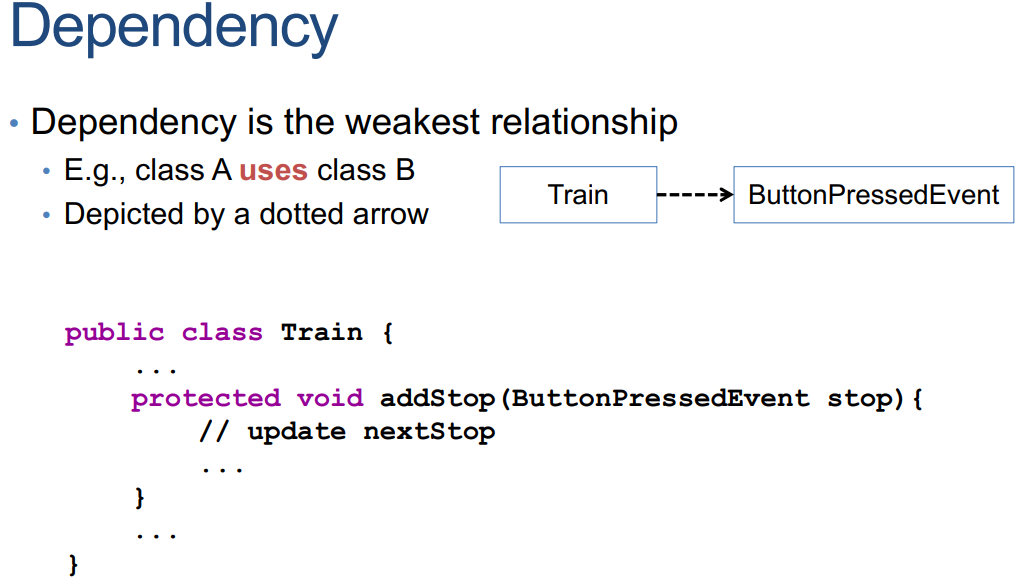 Dependency
• Dependency is the weakest relationship
• E.g., class A uses class B
• Depicted by a dotted arrow
Train
ButtonPressedEvent
public class Train {
...
protected void addStop(ButtonPressedEvent stop){
// update nextStop
...
}
...
}